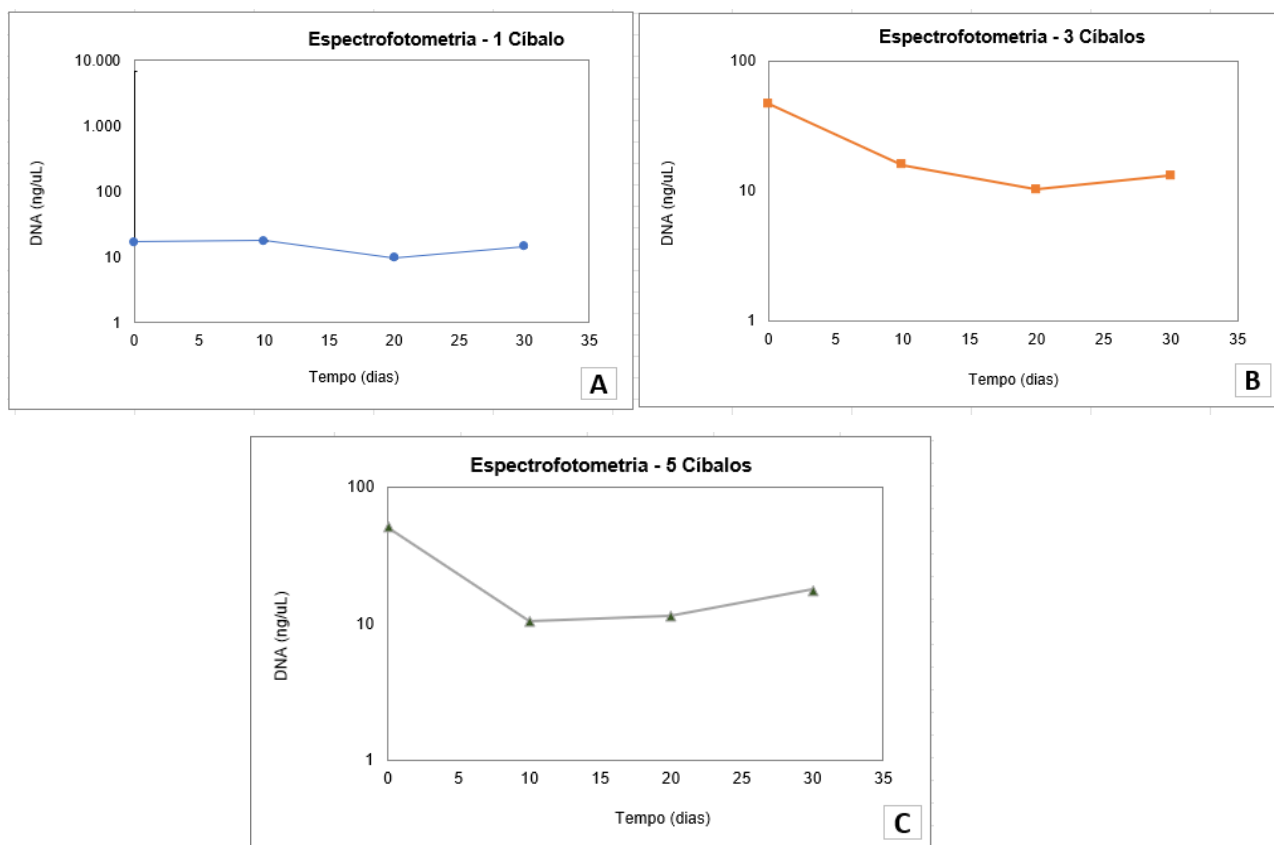 Espectrofotometria - 1 Cíbalo
10.000
1.000
100
10
1
DNA (ng/uL)
0 5 10 15 20 25 30 35
Tempo (dias)
A
Espectrofotometria - 3 Cíbalos
100
10
1
DNA (ng/uL)
0 5 10 15 20 25 30 35
Tempo (dias)
B
Espectrofotometria - 5 Cíbalos
100
10
1
DNA (ng/uL)
0 5 10 15 20 25 30 35
Tempo (dias)
C